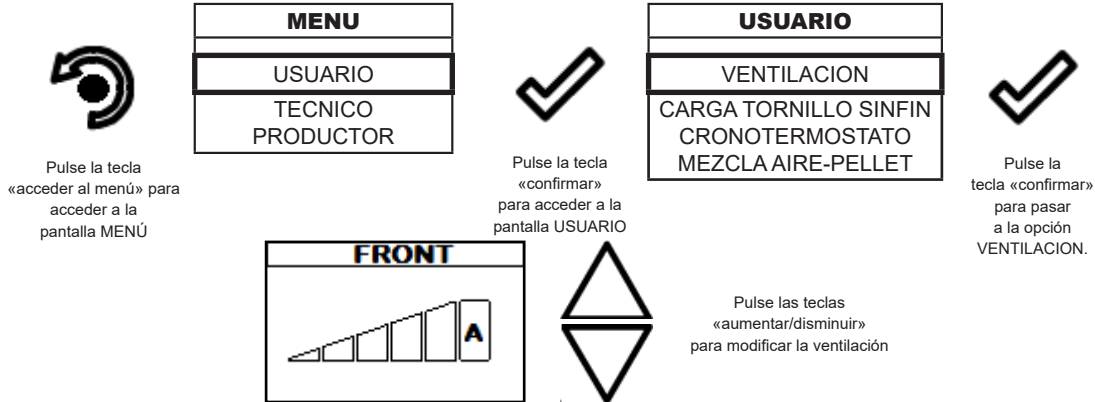 MENU
USUARIO
TECNICO
PRODUCTOR
Pulse la tecla
«acceder al menú» para
acceder a la
pantalla MENÚ
Pulse la tecla
«confirmar»
para acceder a la
pantalla USUARIO
USUARIO
VENTILACION
CARGA TORNILLO SINFIN
CRONOTERMOSTATO
MEZCLA AIRE-PELLET
Pulse la
tecla «confirmar»
para pasar
a la opción
VENTILACION.
FRONT
A
Pulse las teclas
«aumentar/disminuir»
para modificar la ventilación